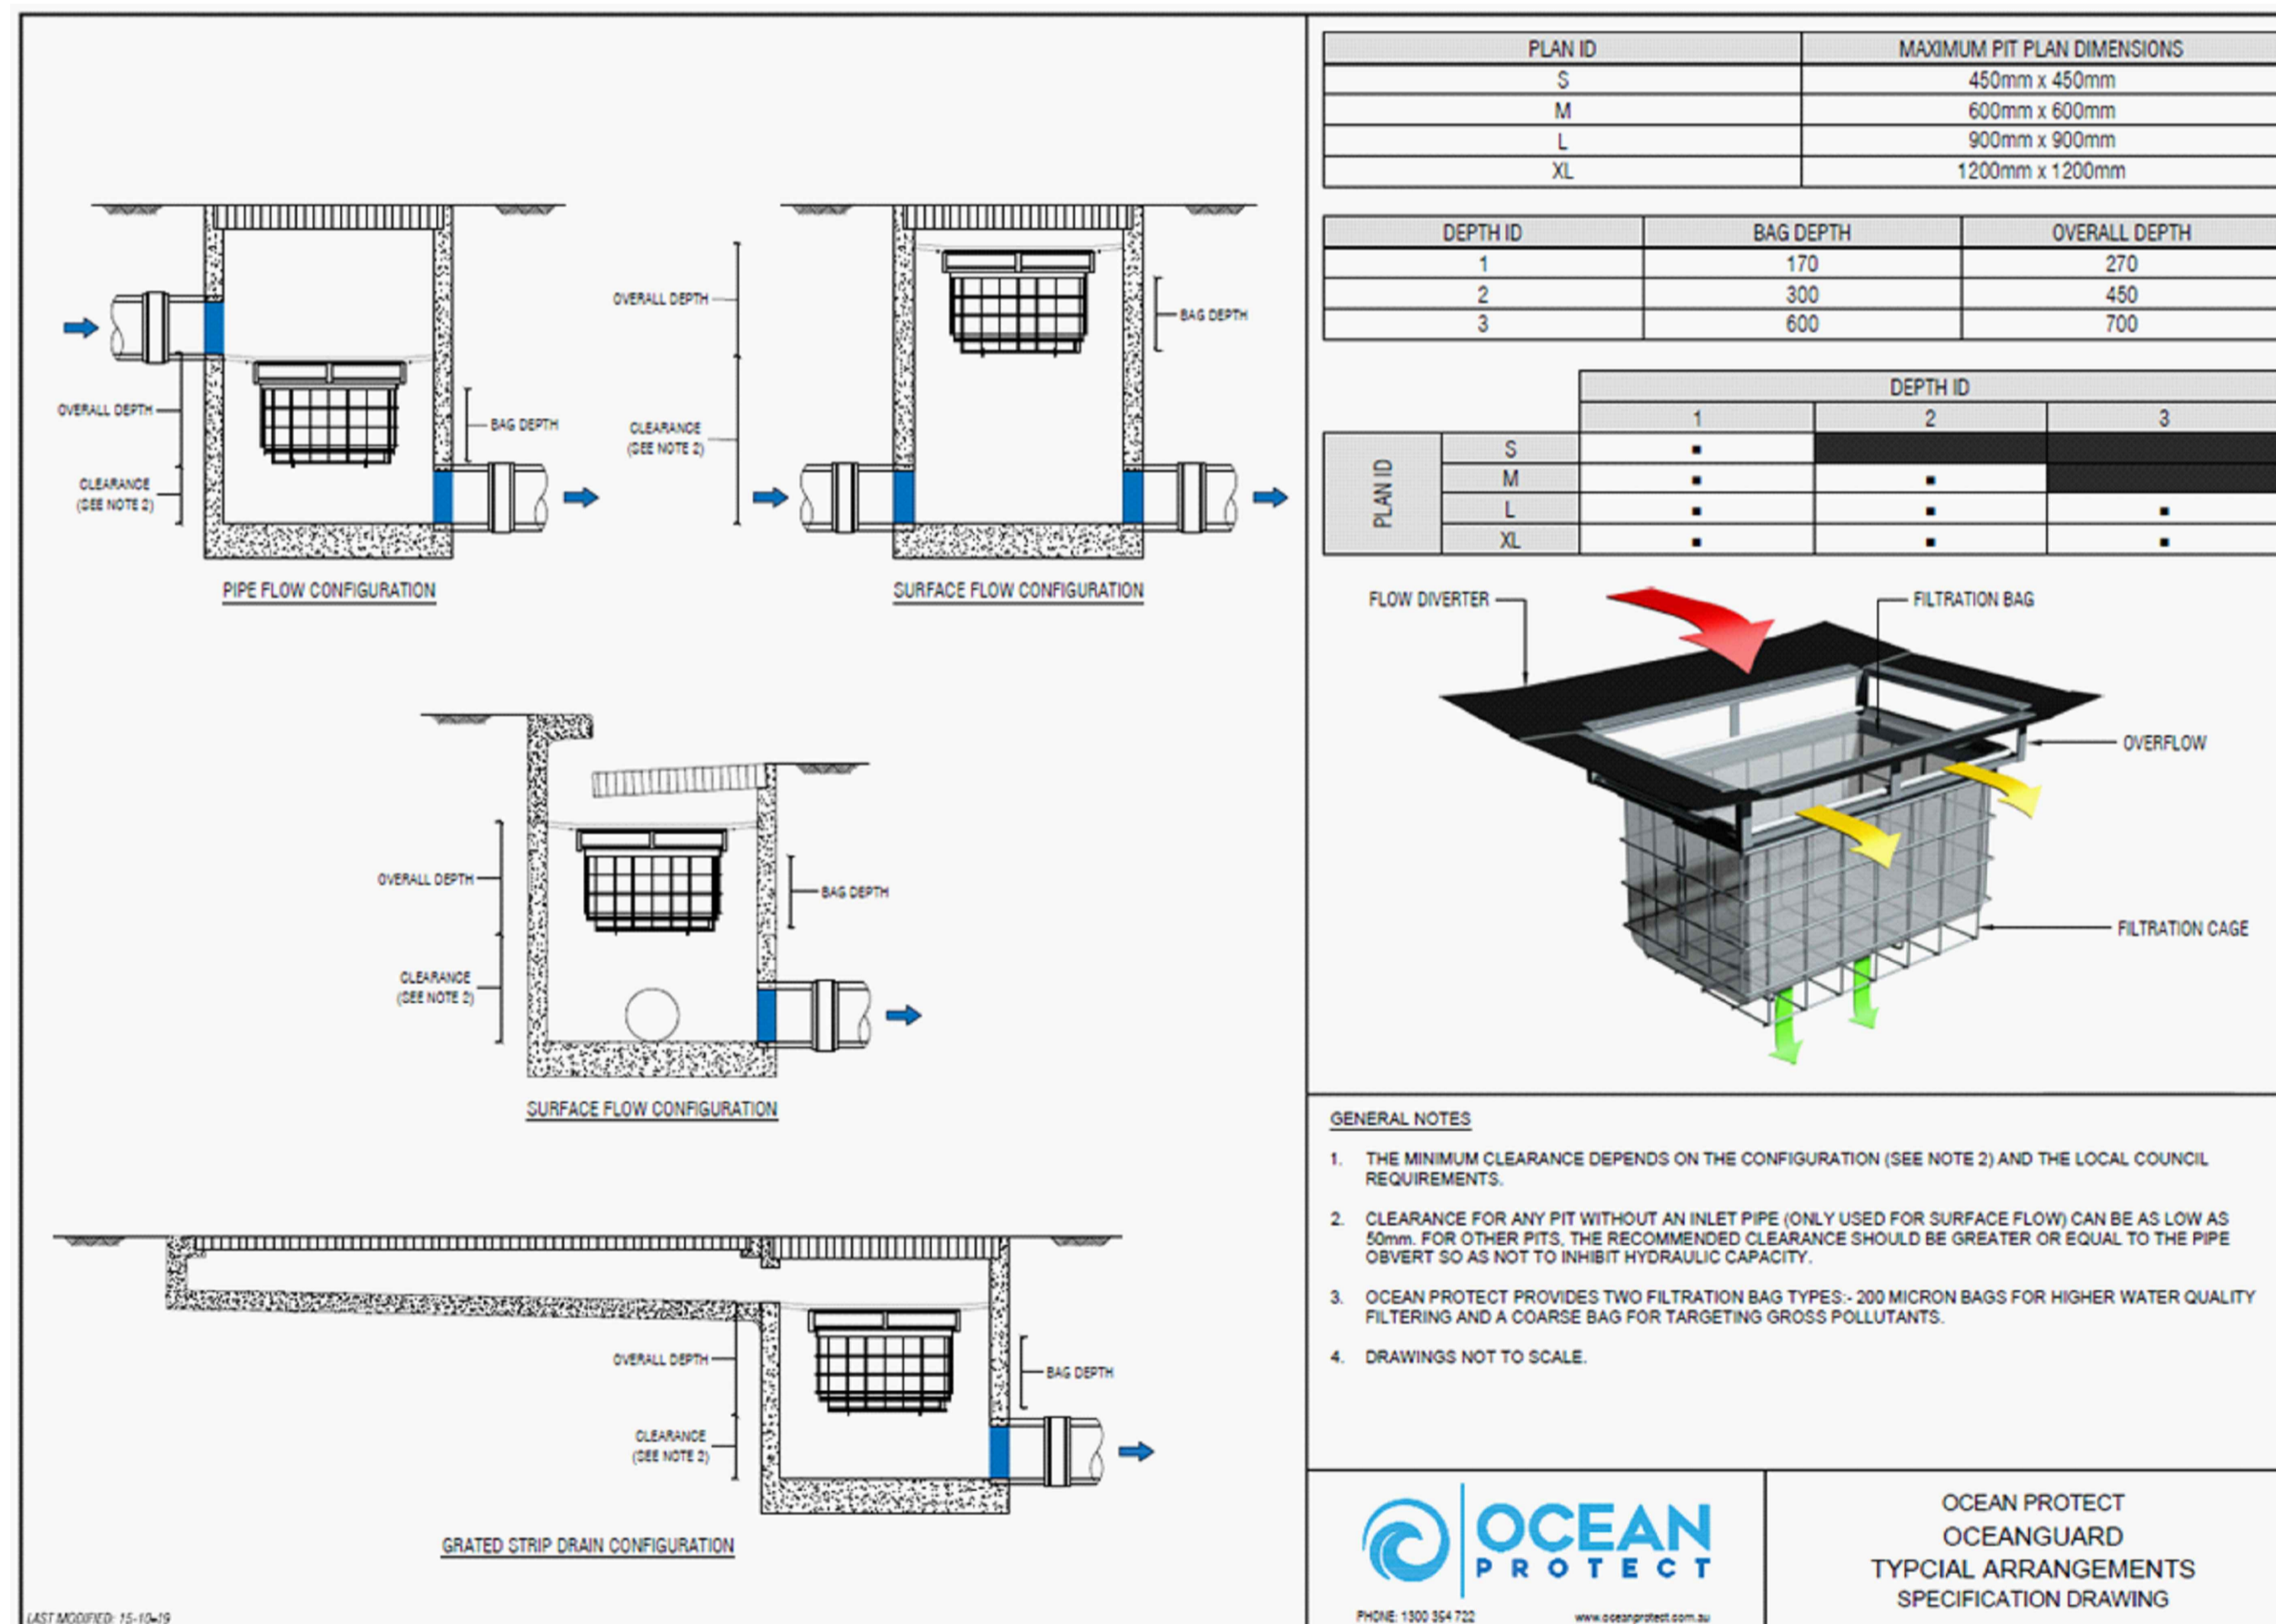 PLAN ID MAXIMUM PIT PLAN DIMENSIONS
S 450mm x 450mm
M 600mm x 600mm
L 900mm x 900mm
XL 1200mm x 1200mm
DEPTH ID BAG DEPTH OVERALL DEPTH
1 170 270
2 300 450
3 600 700
DEPTH ID
1 2 3
PLAN ID
S ■
M ■ ■
L ■ ■ ■
XL ■ ■ ■
OVERALL DEPTH
BAG DEPTH
CLEARANCE
(SEE NOTE 2)
PIPE FLOW CONFIGURATION
OVERALL DEPTH
BAG DEPTH
CLEARANCE
(SEE NOTE 2)
SURFACE FLOW CONFIGURATION
FLOW DIVERTER
FILTRATION BAG
OVERFLOW
FILTRATION CAGE
OVERALL DEPTH
BAG DEPTH
CLEARANCE
(SEE NOTE 2)
SURFACE FLOW CONFIGURATION
OVERALL DEPTH
BAG DEPTH
CLEARANCE
(SEE NOTE 2)
GRATED STRIP DRAIN CONFIGURATION
GENERAL NOTES
1. THE MINIMUM CLEARANCE DEPENDS ON THE CONFIGURATION (SEE NOTE 2) AND THE LOCAL COUNCIL
REQUIREMENTS.
2. CLEARANCE FOR ANY PIT WITHOUT AN INLET PIPE (ONLY USED FOR SURFACE FLOW) CAN BE AS LOW AS
50mm. FOR OTHER PITS, THE RECOMMENDED CLEARANCE SHOULD BE GREATER OR EQUAL TO THE PIPE
OBVERT SO AS NOT TO INHIBIT HYDRAULIC CAPACITY.
3. OCEAN PROTECT PROVIDES TWO FILTRATION BAG TYPES:- 200 MICRON BAGS FOR HIGHER WATER QUALITY
FILTERING AND A COARSE BAG FOR TARGETING GROSS POLLUTANTS.
4. DRAWINGS NOT TO SCALE.
OCEAN
PROTECT
PHONE: 1300 354 722 www.oceanprotect.com.au
OCEAN PROTECT
OCEANGUARD
TYPCIAL ARRANGEMENTS
SPECIFICATION DRAWING
LAST MODIFIED: 15-10-19